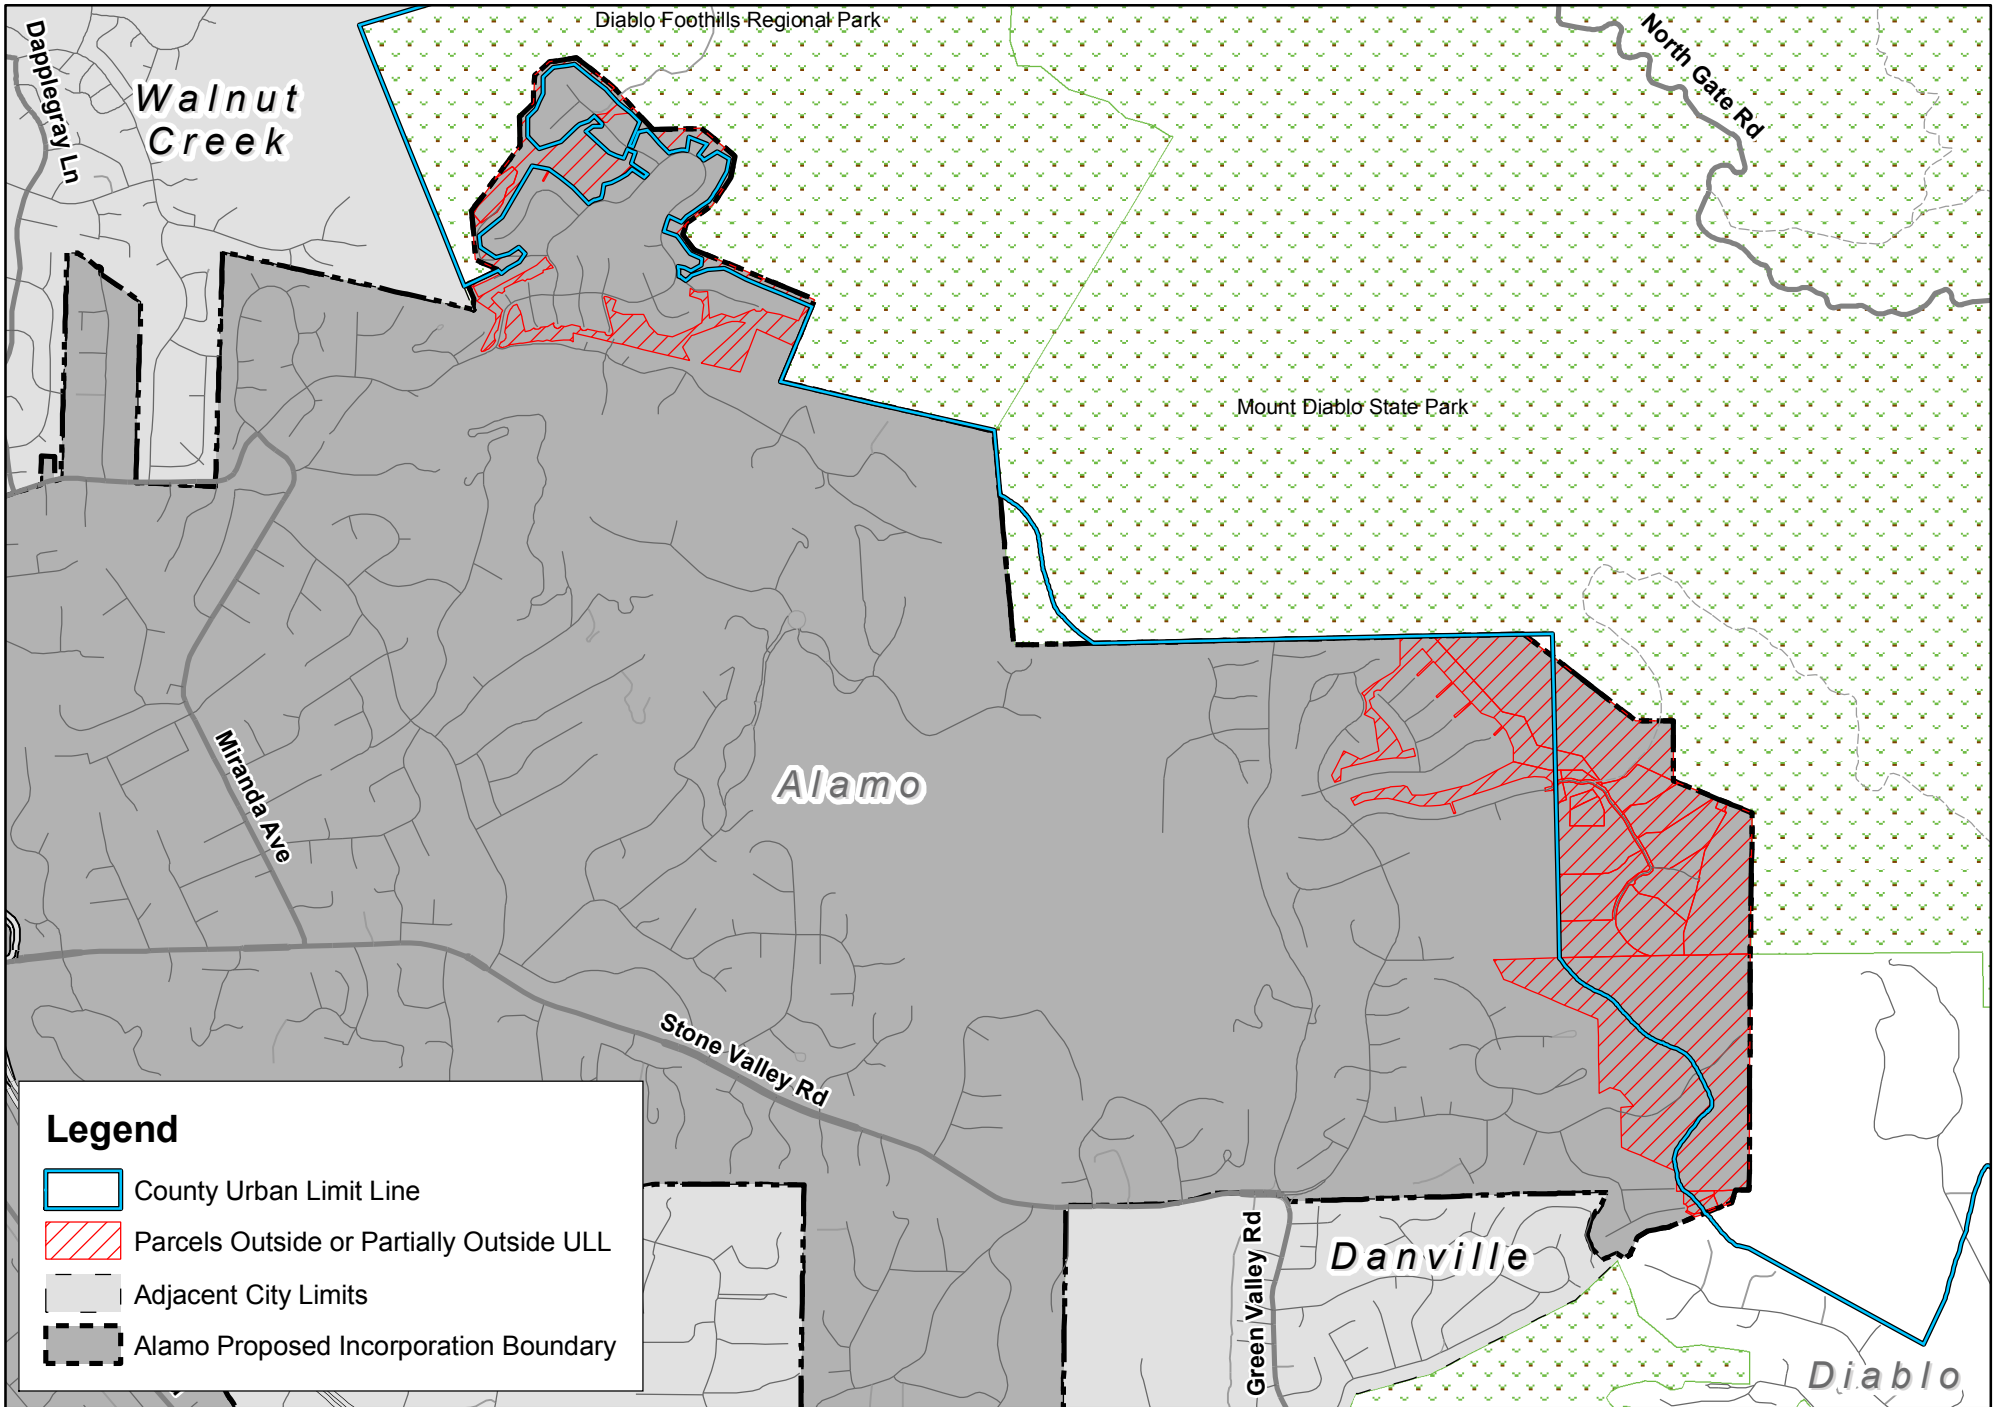 Diablo Foothills Regional Park
North Gate Rd
Dapplegray Ln
Walnut
Creek
Mount Diablo State Park
Miranda Ave
Alamo
Stone Valley Rd
Legend
County Urban Limit Line
Parcels Outside or Partially Outside ULL
Adjacent City Limits
Alamo Proposed Incorporation Boundary
Green Valley Rd
Danville
Diablo